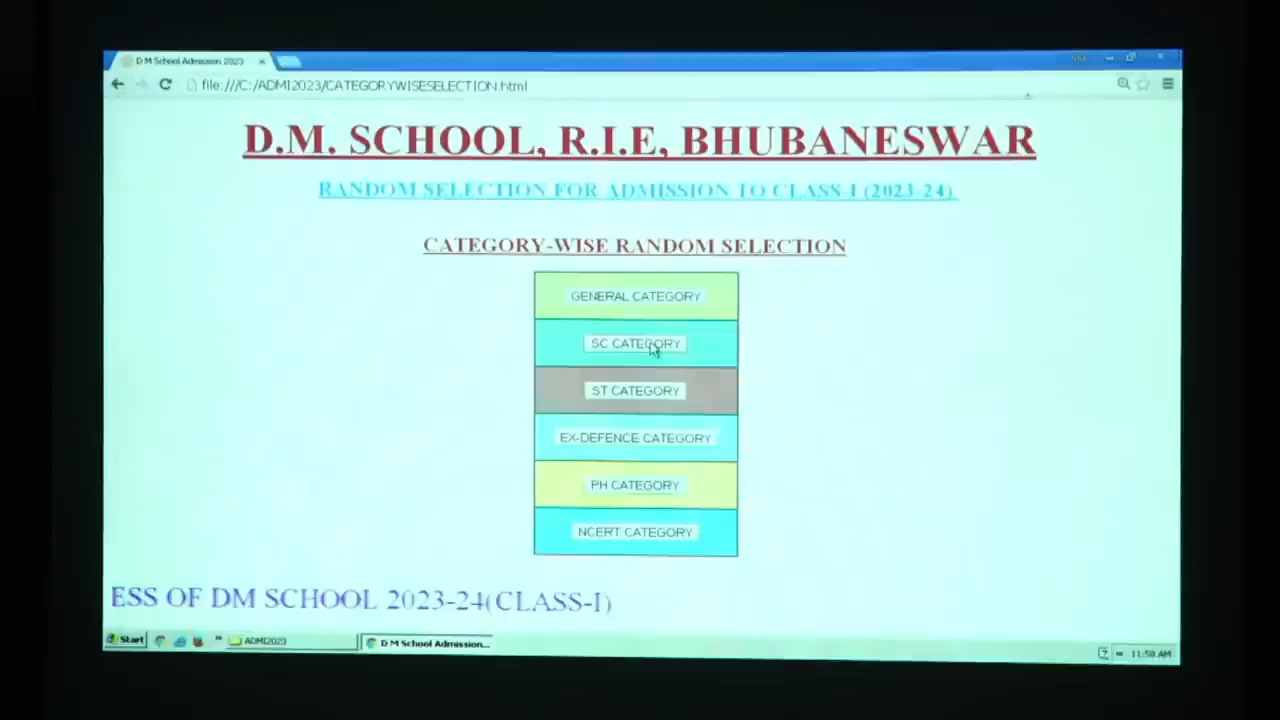 D M School Admission 2023
file:///C:/ADMI2023/CATEGORYWISESELECTION.html
D.M. SCHOOL, R.I.E, BHUBANESWAR
RANDOM SELECTION FOR ADMISSION TO CLASS-I (2023-24)
CATEGORY-WISE RANDOM SELECTION
GENERAL CATEGORY
SC CATEGORY
ST CATEGORY
EX-DEFENCE CATEGORY
PH CATEGORY
NCERT CATEGORY
ESS OF DM SCHOOL 2023-24(CLASS-I)
Start
ADMI2023
D M School Admission...
11:58 AM